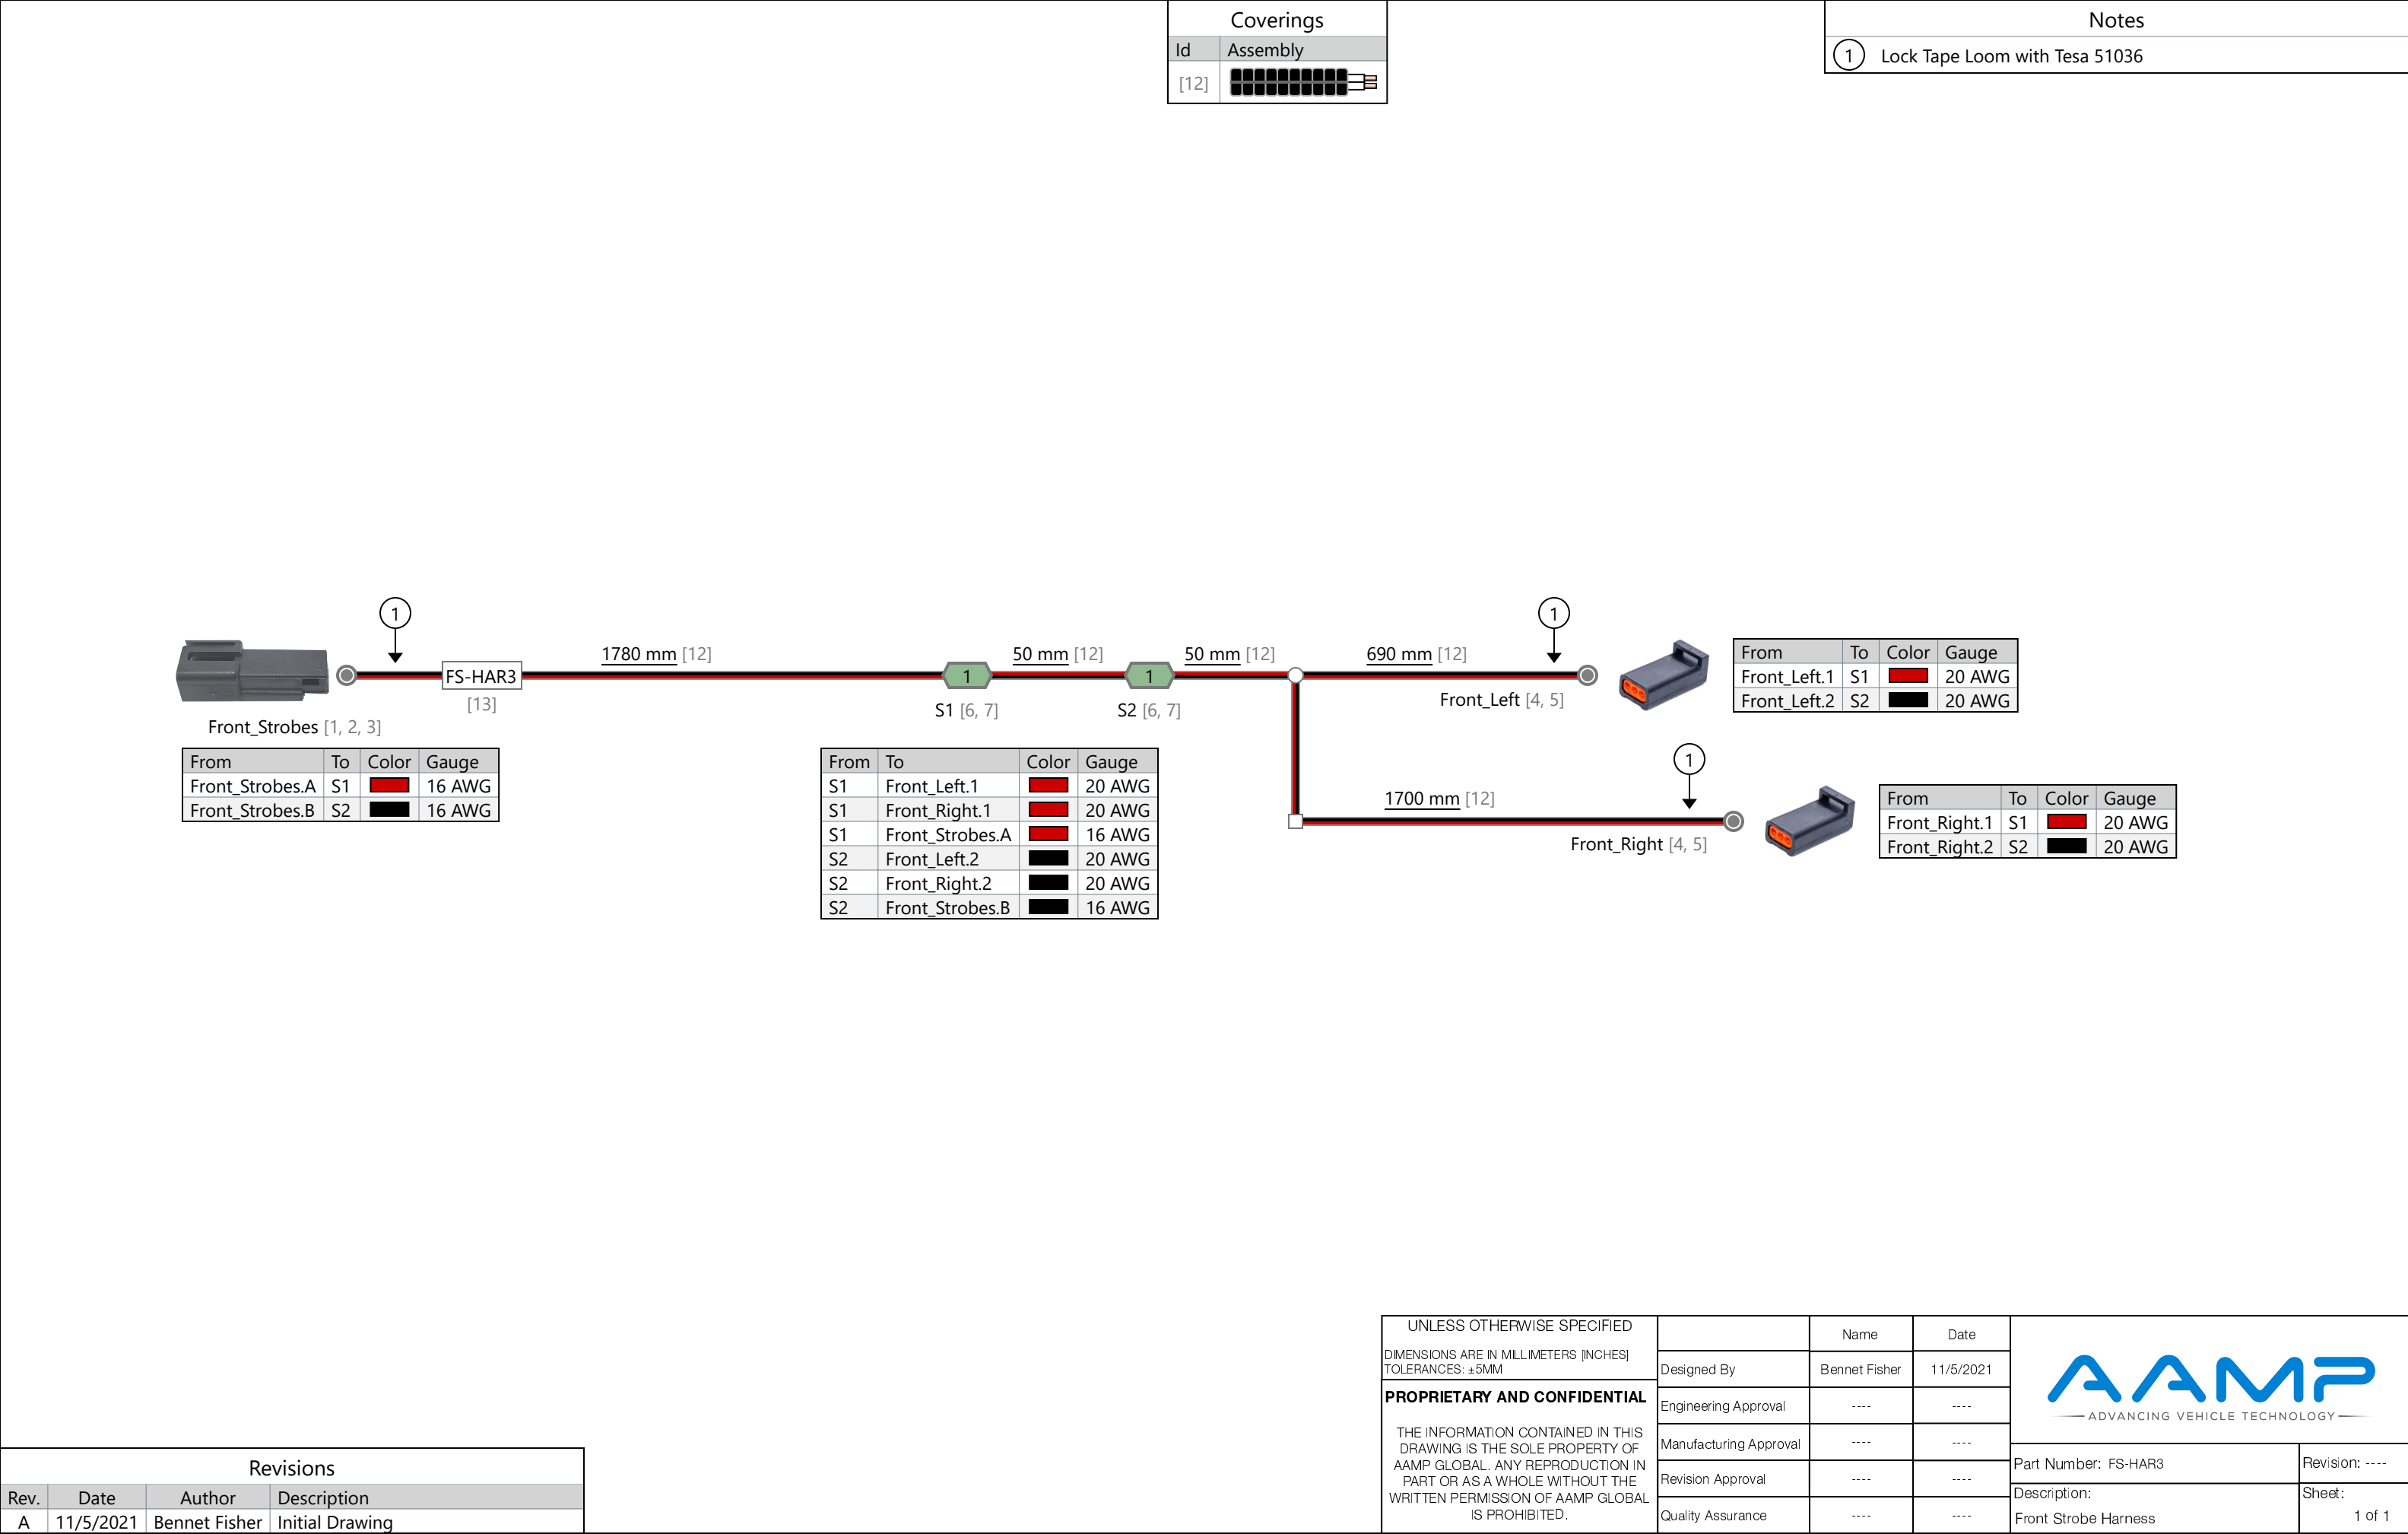 Coverings
Id Assembly
[12]
Notes
1 Lock Tape Loom with Tesa 51036
1
FS-HAR3
[13]
1780 mm [12]
1
S1 [6, 7]
50 mm [12]
1
S2 [6, 7]
50 mm [12]
690 mm [12]
1
Front_Left [4, 5]
Front_Strobes [1, 2, 3]
From To Color Gauge
Front_Left.1 S1 20 AWG
Front_Left.2 S2 20 AWG
From To Color Gauge
Front_Strobes.A S1 16 AWG
Front_Strobes.B S2 16 AWG
From To Color Gauge
S1 Front_Left.1 20 AWG
S1 Front_Right.1 20 AWG
S1 Front_Strobes.A 16 AWG
S2 Front_Left.2 20 AWG
S2 Front_Right.2 20 AWG
S2 Front_Strobes.B 16 AWG
1700 mm [12]
1
Front_Right [4, 5]
From To Color Gauge
Front_Right.1 S1 20 AWG
Front_Right.2 S2 20 AWG
Revisions
Rev. Date Author Description
A 11/5/2021 Bennet Fisher Initial Drawing
UNLESS OTHERWISE SPECIFIED
DIMENSIONS ARE IN MILLIMETERS [INCHES]
TOLERANCES: ±5MM
PROPRIETARY AND CONFIDENTIAL
THE INFORMATION CONTAINED IN THIS
DRAWING IS THE SOLE PROPERTY OF
AAMP GLOBAL. ANY REPRODUCTION IN
PART OR AS A WHOLE WITHOUT THE
WRITTEN PERMISSION OF AAMP GLOBAL
IS PROHIBITED.
Name Date
Designed By Bennet Fisher 11/5/2021
Engineering Approval ---- ----
Manufacturing Approval ---- ----
Revision Approval ---- ----
Quality Assurance ---- ----
AAMP
ADVANCING VEHICLE TECHNOLOGY
Part Number: FS-HAR3
Revision: ----
Description:
Front Strobe Harness
Sheet:
1 of 1